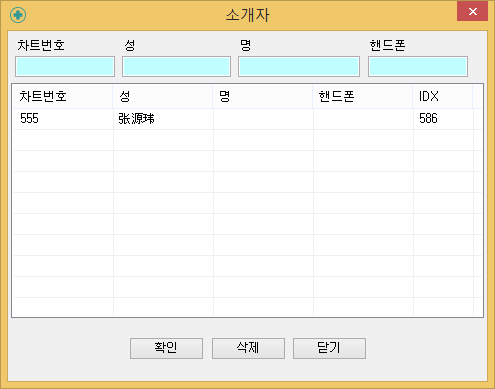 소개자
차트번호 성 명 핸드폰
차트번호 성 명 핸드폰 IDX
555 张源玮 586
확인 삭제 닫기